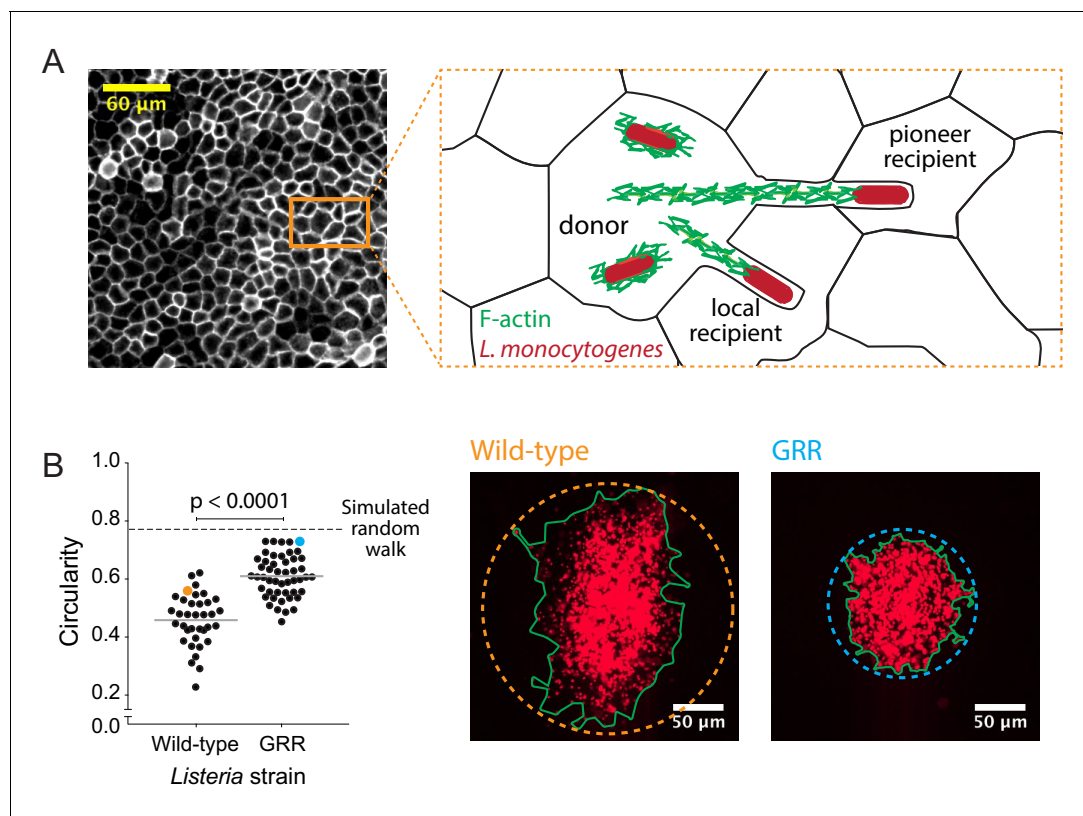 A
60 µm
pioneer
recipient
donor
local
recipient
F-actin
L. monocytogenes
B
1.0
0.8
0.6
0.4
0.2
0.0
Circularity
p < 0.0001
Simulated
random
walk
Wild-type GRR
Listeria strain
Wild-type
50 µm
GRR
50 µm